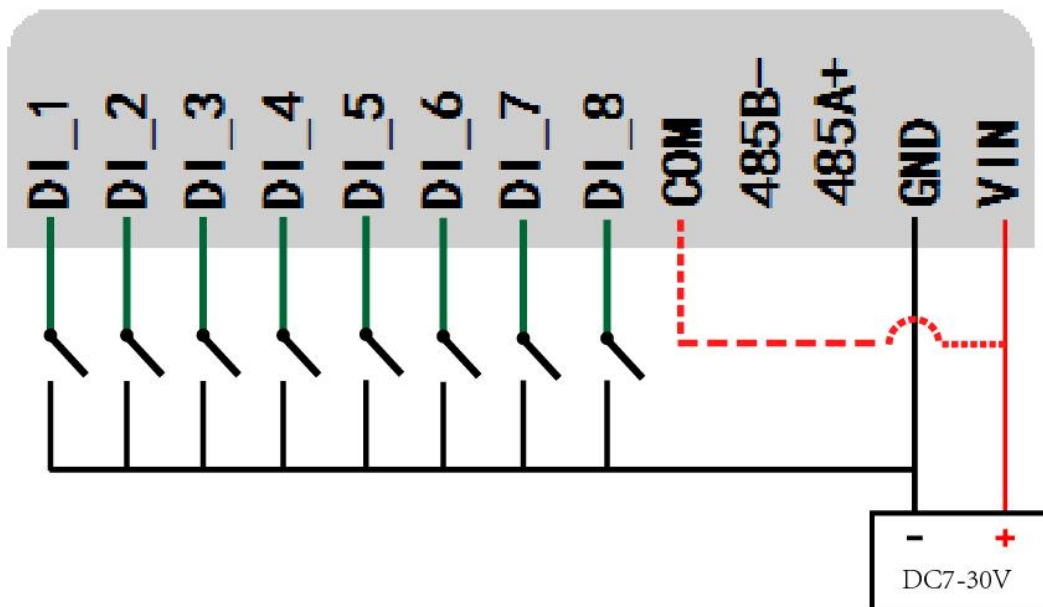 DI_1
DI_2
DI_3
DI_4
DI_5
DI_6
DI_7
DI_8
COM
485B-
485A+
GND
VIN
- +
DC7-30V